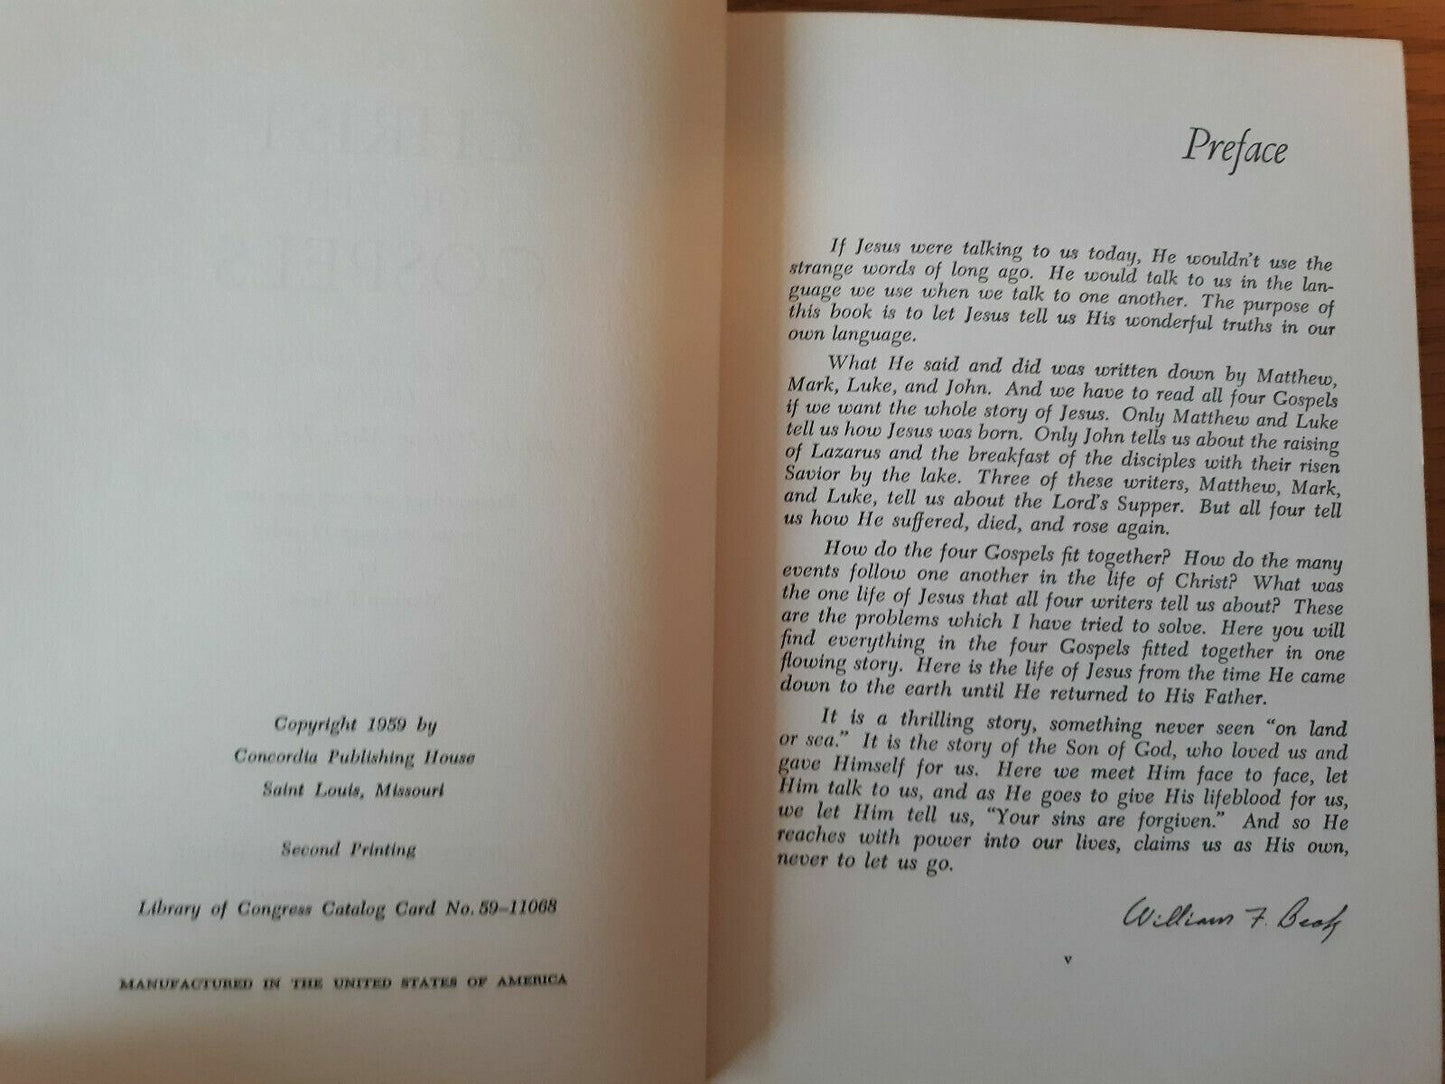 Copyright 1959 by
Concordia Publishing House
Saint Louis, Missouri
Second Printing
Library of Congress Catalog Card No. 59–11068
MANUFACTURED IN THE UNITED STATES OF AMERICA
Preface
If Jesus were talking to us today, He wouldn't use the
strange words of long ago. He would talk to us in the lan-
guage we use when we talk to one another. The purpose of
this book is to let Jesus tell us His wonderful truths in our
own language.
What He said and did was written down by Matthew,
Mark, Luke, and John. And we have to read all four Gospels
if we want the whole story of Jesus. Only Matthew and Luke
tell us how Jesus was born. Only John tells us about the raising
of Lazarus and the breakfast of the disciples with their risen
Savior by the lake. Three of these writers, Matthew, Mark,
and Luke, tell us about the Lord's Supper. But all four tell
us how He suffered, died, and rose again.
How do the four Gospels fit together? How do the many
events follow one another in the life of Christ? What was
the one life of Jesus that all four writers tell us about? These
are the problems which I have tried to solve. Here you will
find everything in the four Gospels fitted together in one
flowing story. Here is the life of Jesus from the time He came
down to the earth until He returned to His Father.
It is a thrilling story, something never seen "on land
or sea." It is the story of the Son of God, who loved us and
gave Himself for us. Here we meet Him face to face, let
Him talk to us, and as He goes to give His lifeblood for us,
we let Him tell us, "Your sins are forgiven." And so He
reaches with power into our lives, claims us as His own,
never to let us go.
William F. Beck
v